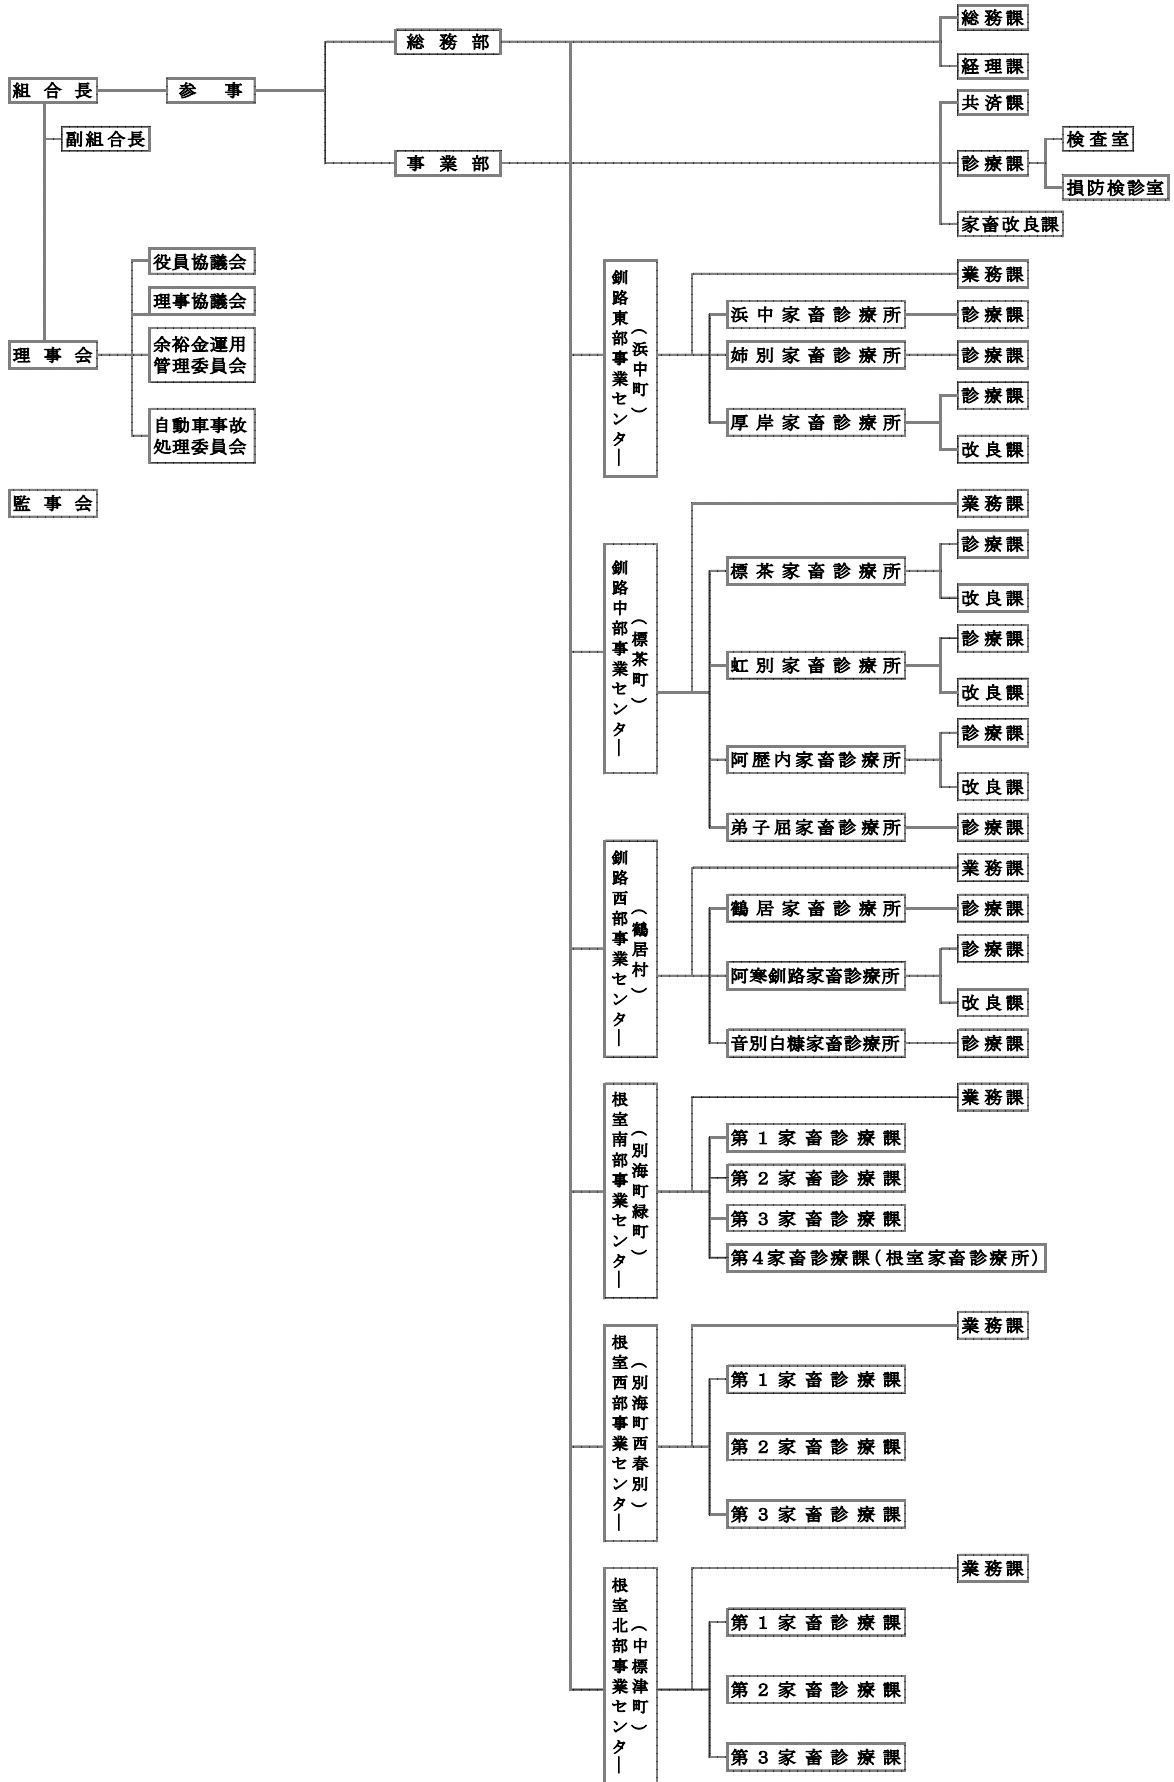 総務課
総務部
経理課
組合長
参事
共済課
副組合長
検査室
事業部
診療課
損防検診室
家畜改良課
役員協議会
理事協議会
理事会
余裕金運用
管理委員会
自動車事故
処理委員会
監事会
釧路東部事業センター
（浜中町）
業務課
浜中家畜診療所
診療課
姉別家畜診療所
診療課
厚岸家畜診療所
診療課
改良課
釧路中部事業センター
（標茶町）
業務課
標茶家畜診療所
診療課
改良課
虹別家畜診療所
診療課
改良課
阿歴内家畜診療所
診療課
改良課
弟子屈家畜診療所
診療課
釧路西部事業センター
（鶴居村）
業務課
鶴居家畜診療所
診療課
阿寒釧路家畜診療所
診療課
改良課
音別白糠家畜診療所
診療課
根室南部事業センター
（別海町緑町）
業務課
第1家畜診療課
第2家畜診療課
第3家畜診療課
第4家畜診療課（根室家畜診療所）
根室西部事業センター
（別海町西春別）
業務課
第1家畜診療課
第2家畜診療課
第3家畜診療課
根室北部事業センター
（中標津町）
業務課
第1家畜診療課
第2家畜診療課
第3家畜診療課